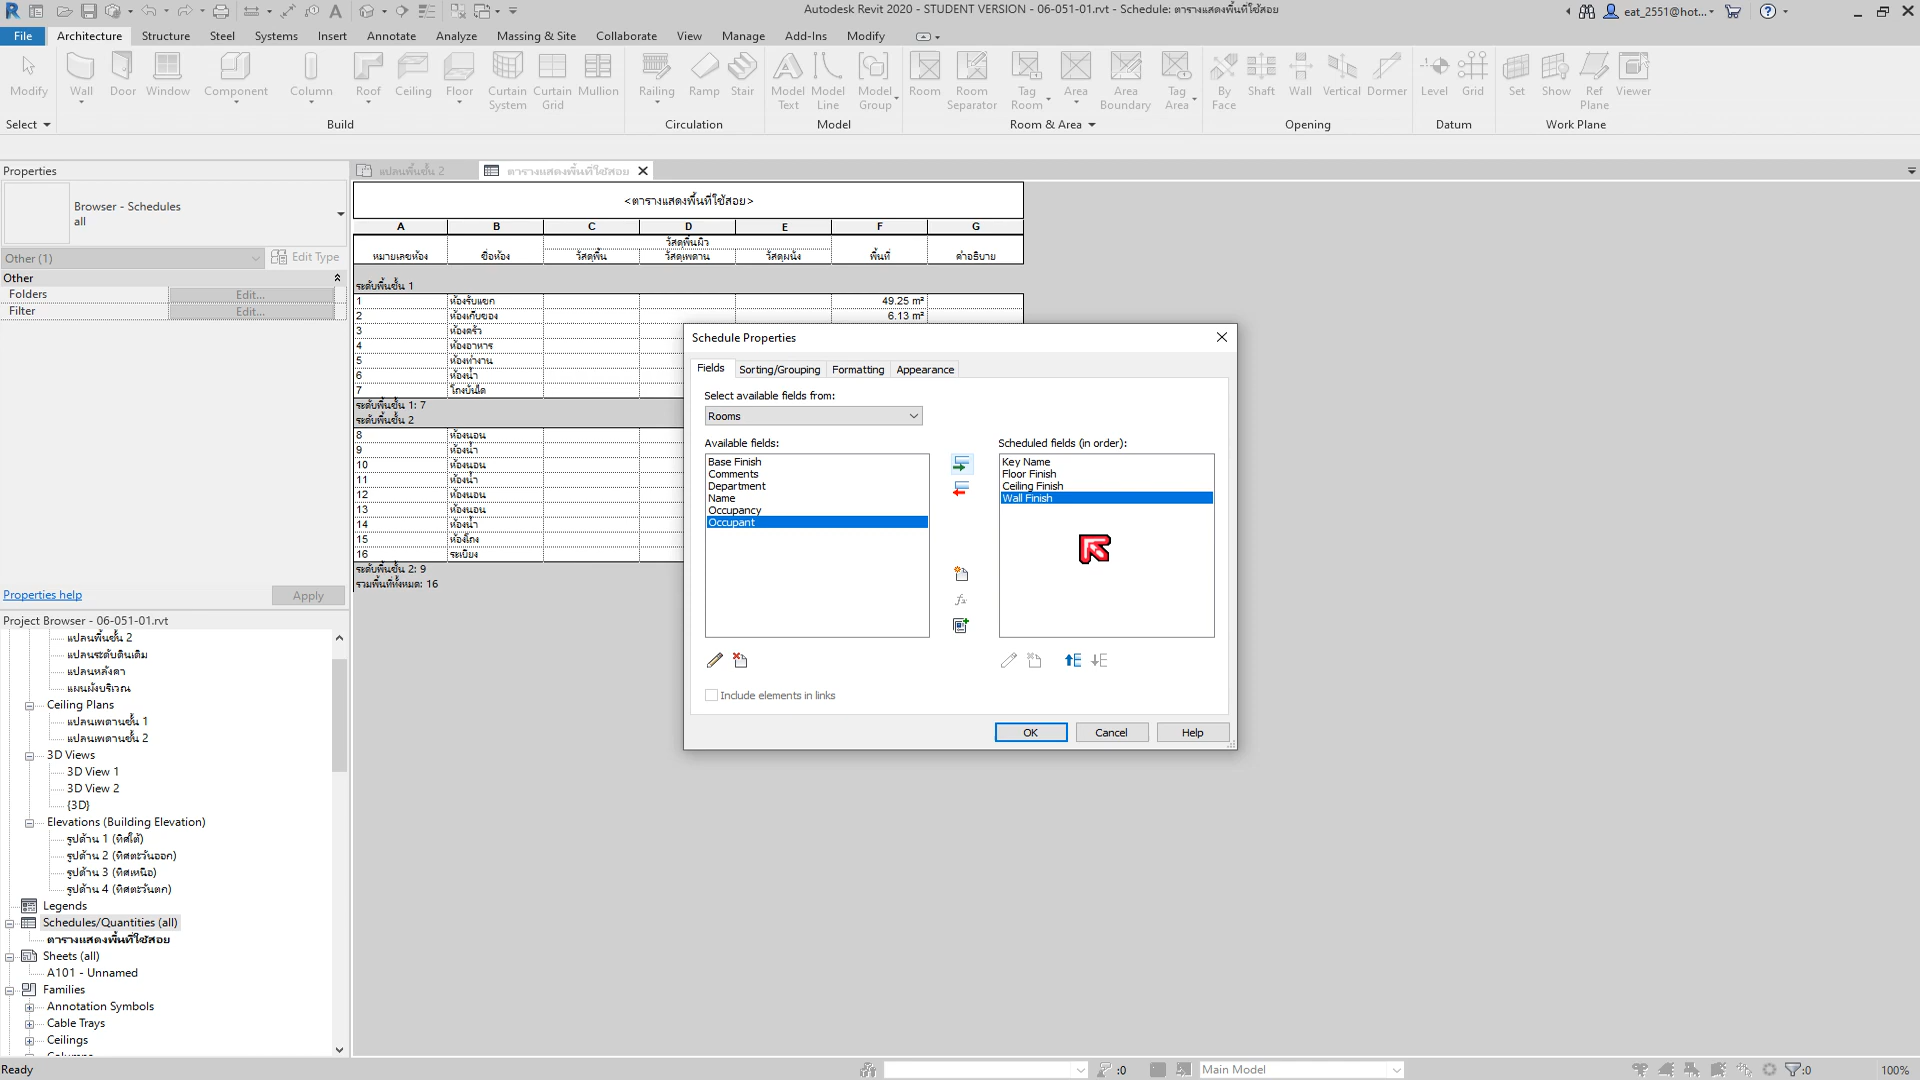 Autodesk Revit 2020 - STUDENT VERSION - 06-051-01.rvt - Schedule: ตารางแสดงพื้นที่ใช้สอย
eat_2551@hot...
File Architecture Structure Steel Systems Insert Annotate Analyze Massing & Site Collaborate View Manage Add-Ins Modify
Modify Wall Door Window Component Column Roof Ceiling Floor Curtain System Curtain Grid Mullion Railing Ramp Stair Model Text Model Line Model Group Room Room Separator Tag Room Area Area Boundary Tag Area By Face Shaft Wall Vertical Dormer Level Grid Set Show Ref Plane Viewer
Select Build Circulation Model Room & Area Opening Datum Work Plane
Properties
แปลนพื้นชั้น 2
ตารางแสดงพื้นที่ใช้สอย
Browser - Schedules
all
Other (1)
Edit Type
Other
Folders Edit...
Filter Edit...
Properties help
Apply
<ตารางแสดงพื้นที่ใช้สอย>
A B C D E F G
วัสดุพื้นผิว
หมายเลขห้อง ชื่อห้อง วัสดุพื้น วัสดุเพดาน วัสดุผนัง พื้นที่ คำอธิบาย
ระดับพื้นชั้น 1
1 ห้องรับแขก 49.25 m²
2 ห้องเก็บของ 6.13 m²
3 ห้องครัว
4 ห้องอาหาร
5 ห้องทำงาน
6 ห้องน้ำ
7 โถงบันได
ระดับพื้นชั้น 1: 7
ระดับพื้นชั้น 2
8 ห้องนอน
9 ห้องน้ำ
10 ห้องนอน
11 ห้องน้ำ
12 ห้องนอน
13 ห้องนอน
14 ห้องน้ำ
15 ห้องโถง
16 ระเบียง
ระดับพื้นชั้น 2: 9
รวมพื้นที่ทั้งหมด: 16
Schedule Properties
Fields Sorting/Grouping Formatting Appearance
Select available fields from:
Rooms
Available fields:
Base Finish
Comments
Department
Name
Occupancy
Occupant
Scheduled fields (in order):
Key Name
Floor Finish
Ceiling Finish
Wall Finish
Include elements in links
OK Cancel Help
Project Browser - 06-051-01.rvt
แปลนพื้นชั้น 2
แปลนระดับดินเดิม
แปลนหลังคา
แผนผังบริเวณ
Ceiling Plans
แปลนเพดานชั้น 1
แปลนเพดานชั้น 2
3D Views
3D View 1
3D View 2
{3D}
Elevations (Building Elevation)
รูปด้าน 1 (ทิศใต้)
รูปด้าน 2 (ทิศตะวันออก)
รูปด้าน 3 (ทิศเหนือ)
รูปด้าน 4 (ทิศตะวันตก)
Legends
Schedules/Quantities (all)
ตารางแสดงพื้นที่ใช้สอย
Sheets (all)
A101 - Unnamed
Families
Annotation Symbols
Cable Trays
Ceilings
Ready
:0
Main Model
:0
100%